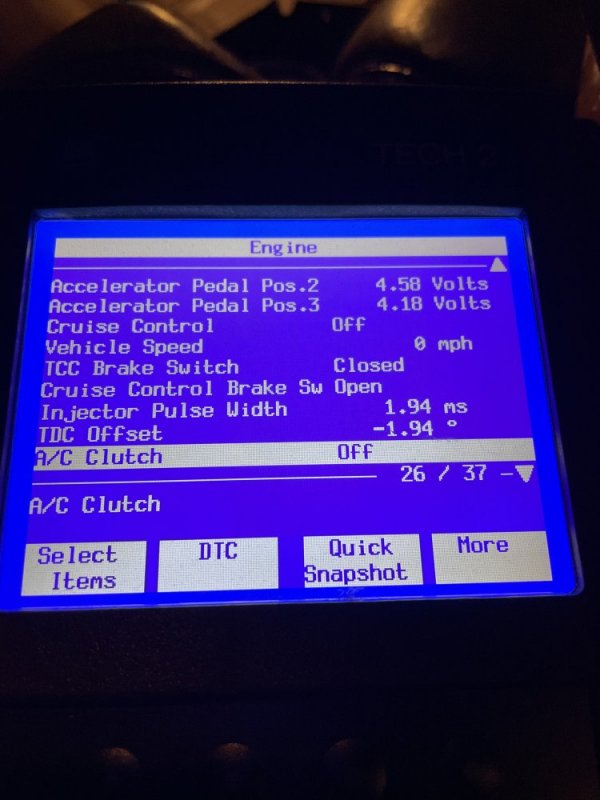 TECH 2
Engine
Accelerator Pedal Pos.2 4.58 Volts
Accelerator Pedal Pos.3 4.18 Volts
Cruise Control Off
Vehicle Speed 0 mph
TCC Brake Switch Closed
Cruise Control Brake Sw Open
Injector Pulse Width 1.94 ms
TDC Offset -1.94 °
A/C Clutch Off
26 / 37
A/C Clutch
Select Items
DTC
Quick Snapshot
More